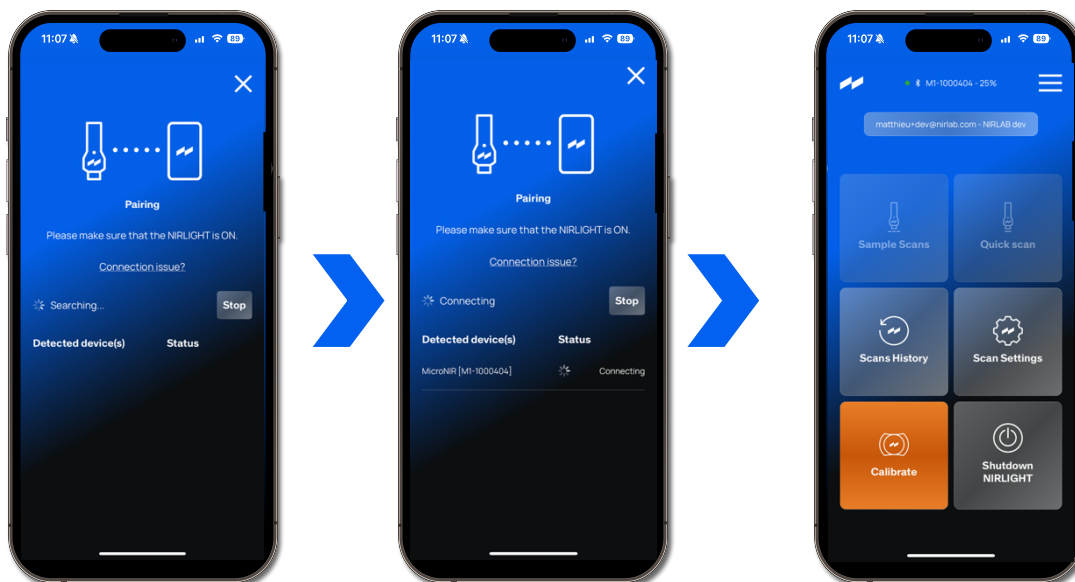 11:07
89
Pairing
Please make sure that the NIRLIGHT is ON.
Connection issue?
Searching...
Stop
Detected device(s) Status
11:07
89
Pairing
Please make sure that the NIRLIGHT is ON.
Connection issue?
Connecting
Stop
Detected device(s) Status
MicroNIR [M1-1000404] Connecting
11:07
89
M1-1000404 - 25%
matthieu+dev@nirlab.com - NIRLAB dev
Sample Scans
Quick scan
Scans History
Scan Settings
Calibrate
Shutdown
NIRLIGHT